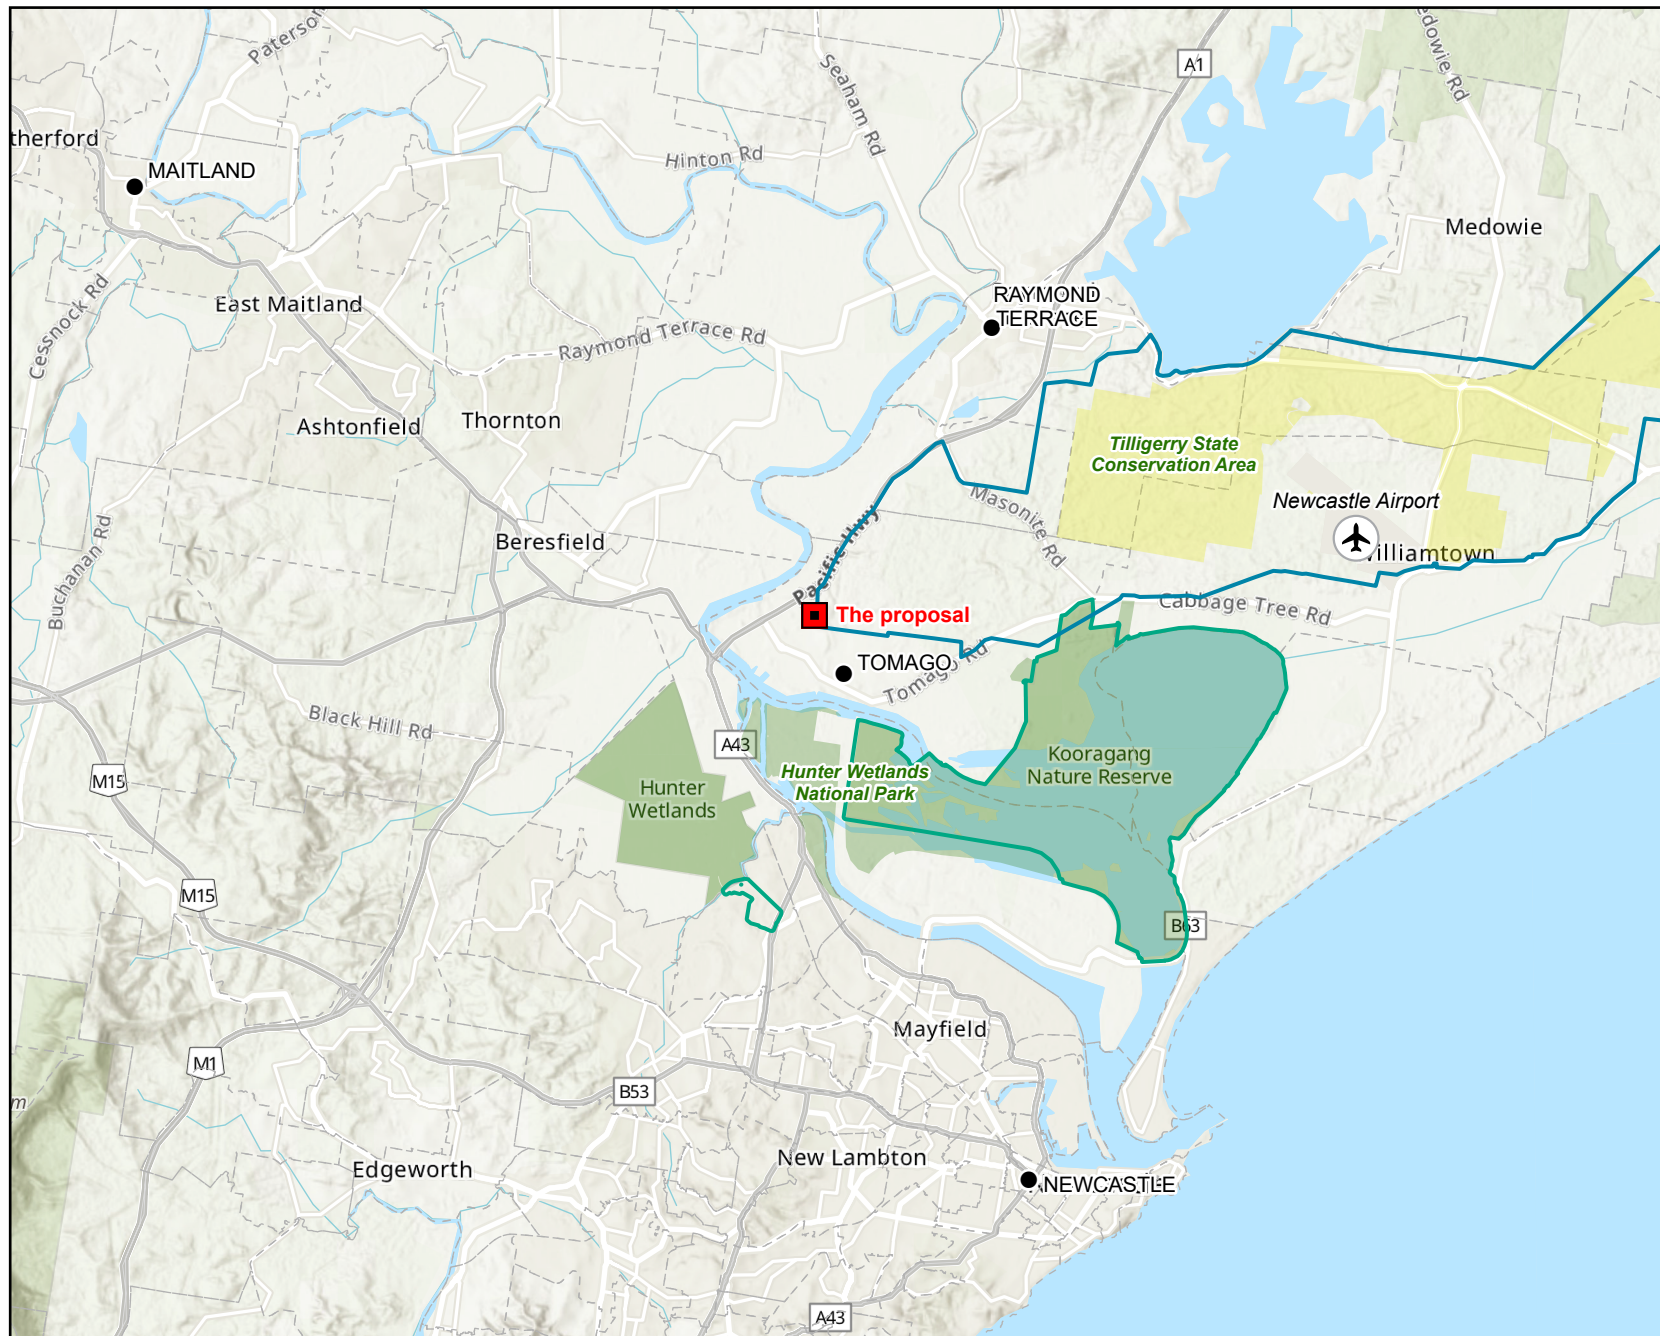 Paterson
Seaham Rd
A1
edowie Rd
therford
MAITLAND
Hinton Rd
Medowie
Cessnock Rd
East Maitland
RAYMOND
TERRACE
Raymond Terrace Rd
Ashtonfield
Thornton
Tilligerry State
Conservation Area
Masonite Rd
Newcastle Airport
Buchanan Rd
Beresfield
Pacific Hwy
illiamtown
The proposal
Cabbage Tree Rd
TOMAGO
Tomago Rd
Black Hill Rd
A43
M15
Hunter
Wetlands
Hunter Wetlands
National Park
Kooragang
Nature Reserve
M15
B63
Mayfield
M1
B53
m
Edgeworth
New Lambton
NEWCASTLE
A43